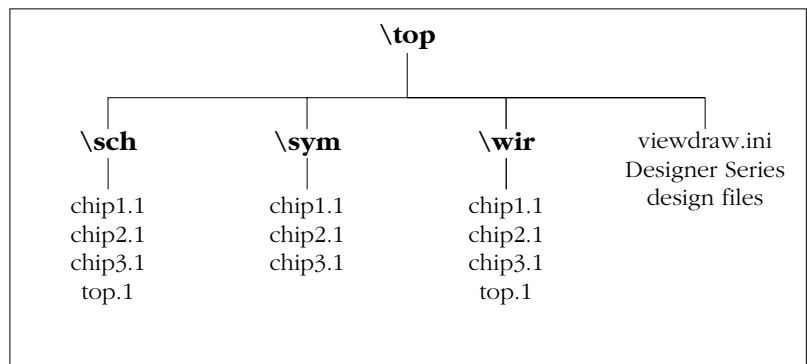 \top
\sch
chip1.1
chip2.1
chip3.1
top.1
\sym
chip1.1
chip2.1
chip3.1
\wir
chip1.1
chip2.1
chip3.1
top.1
viewdraw.ini
Designer Series
design files